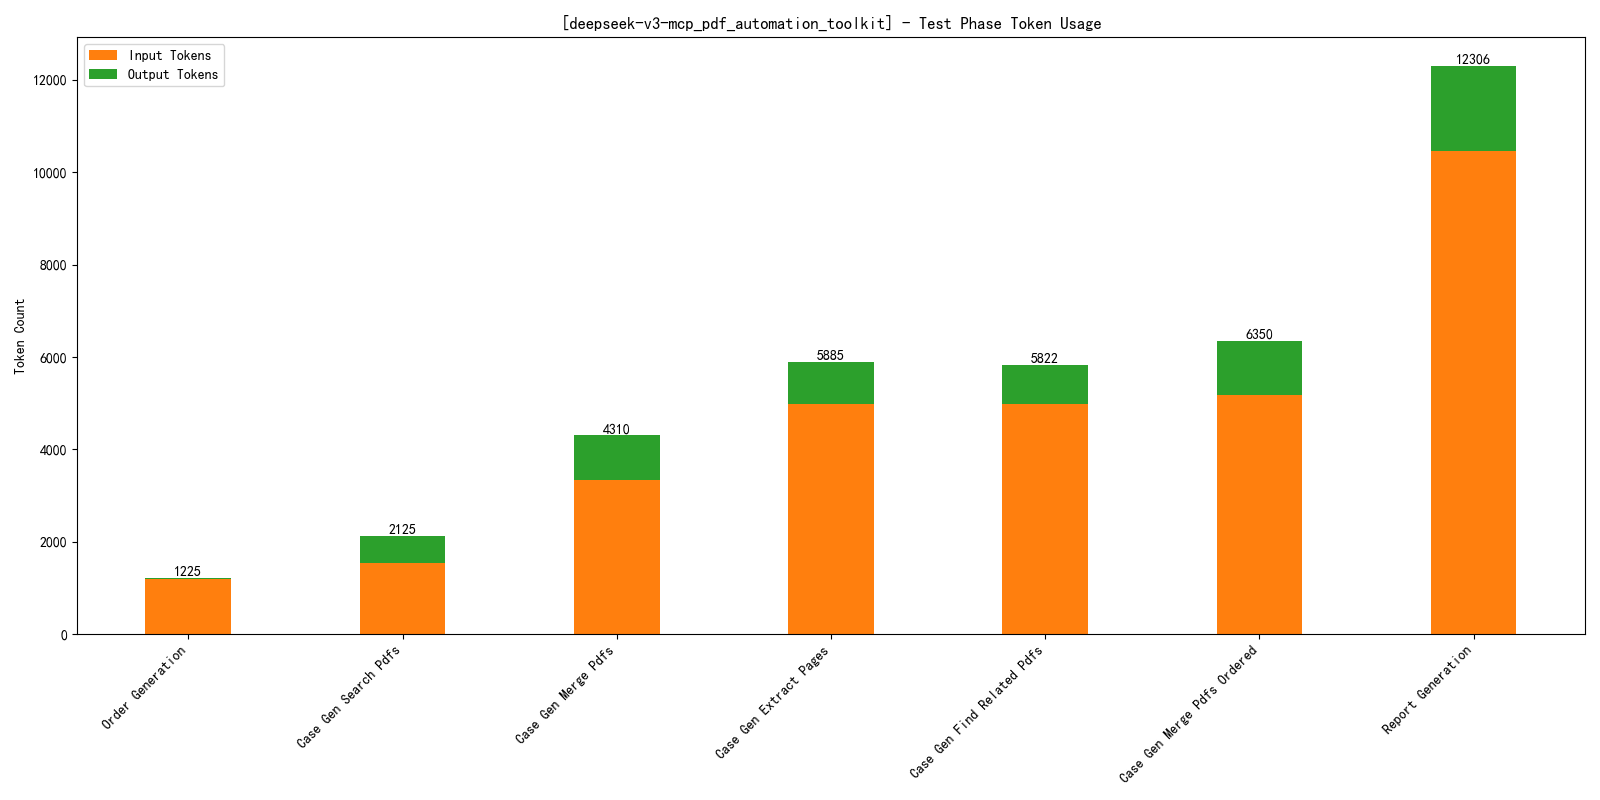 [deepseek-v3-mcp_pdf_automation_toolkit] - Test Phase Token Usage
Input Tokens
Output Tokens
Token Count
12000
10000
8000
6000
4000
2000
0
1225
2125
4310
5885
5822
6350
12306
Order Generation
Case Gen Search Pdfs
Case Gen Merge Pdfs
Case Gen Extract Pages
Case Gen Find Related Pdfs
Case Gen Merge Pdfs Ordered
Report Generation